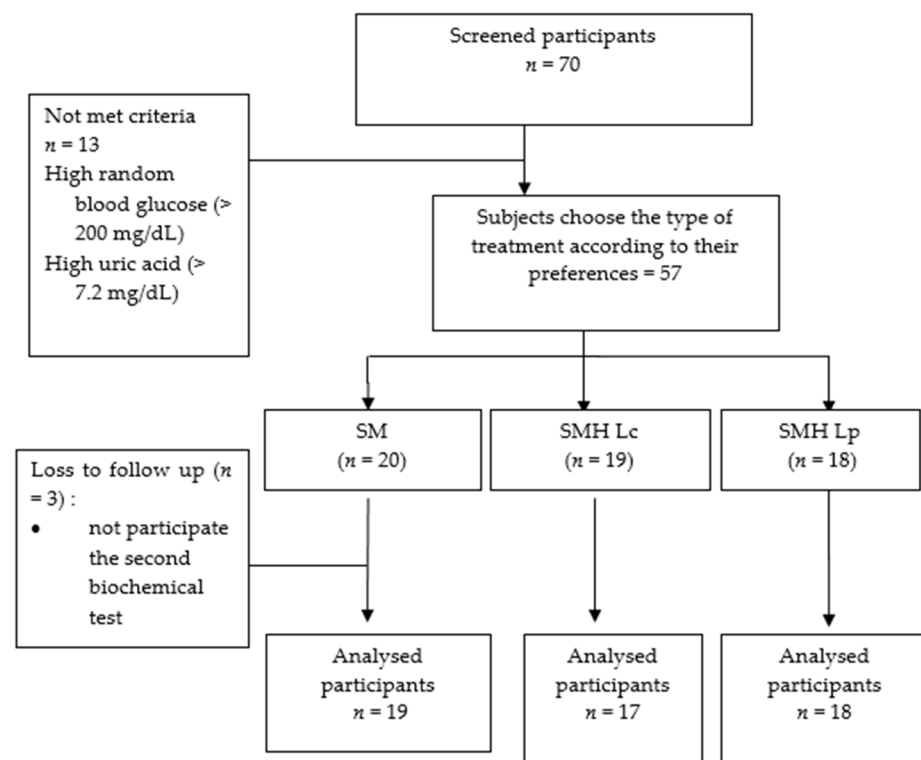 Screened participants
n = 70
Not met criteria
n = 13
High random
blood glucose (>
200 mg/dL)
High uric acid (>
7.2 mg/dL)
Subjects choose the type of
treatment according to their
preferences = 57
SM
(n = 20)
SMH Lc
(n = 19)
SMH Lp
(n = 18)
Loss to follow up (n
= 3) :
• not participate
the second
biochemical
test
Analysed
participants
n = 19
Analysed
participants
n = 17
Analysed
participants
n = 18